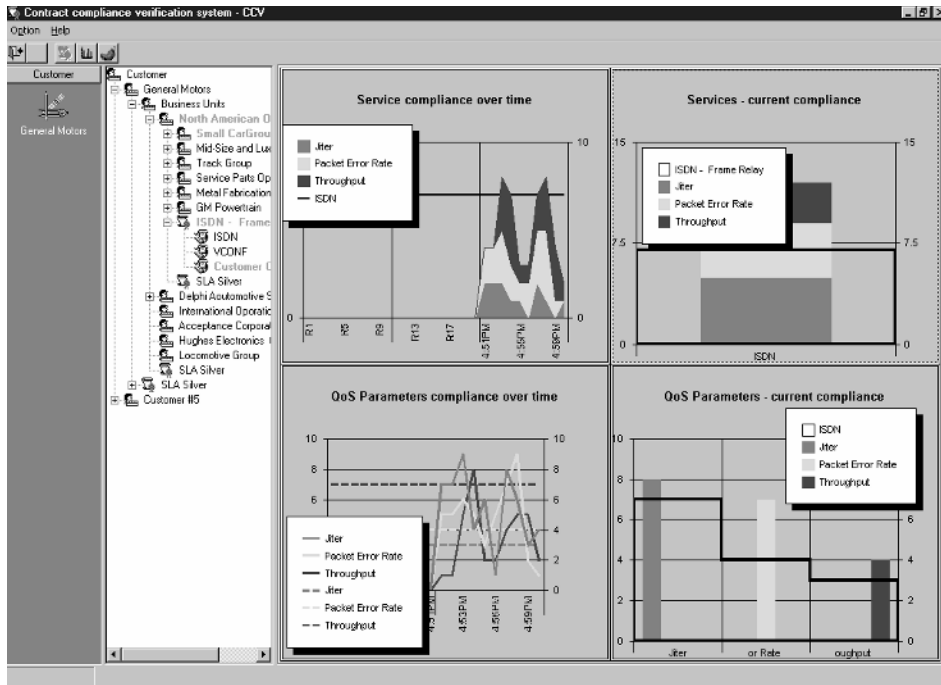 Contract compliance verification system - CCV
Option Help
Customer
General Motors
Customer
General Motors
Business Units
North American O
Small CarGrou
Mid-Size and Lux
Track Group
Service Parts Op
Metal Fabrication
GM Powertrain
ISDN - Frame
ISDN
VCONF
Customer C
SLA Silver
Delphi Aoutomotive S
International Operatic
Acceptance Corporal
Hughes Electronics
Locomotive Group
SLA Silver
SLA Silver
Customer #5
Service compliance over time
Jiter
Packet Error Rate
Throughput
ISDN
10
0
0
R1
R5
R9
R13
R17
4:51PM
4:55PM
4:59PM
Services - current compliance
ISDN - Frame Relay
Jiter
Packet Error Rate
Throughput
15
7.5
0
15
7.5
0
ISDN
QoS Parameters compliance over time
10
8
6
10
8
6
4
2
0
Jiter
Packet Error Rate
Throughput
Jiter
Packet Error Rate
Throughput
4:51PM
4:53PM
4:56PM
4:59PM
QoS Parameters - current compliance
ISDN
Jiter
Packet Error Rate
Throughput
10
8
6
4
2
0
6
4
2
0
Jiter
or Rate
oughput